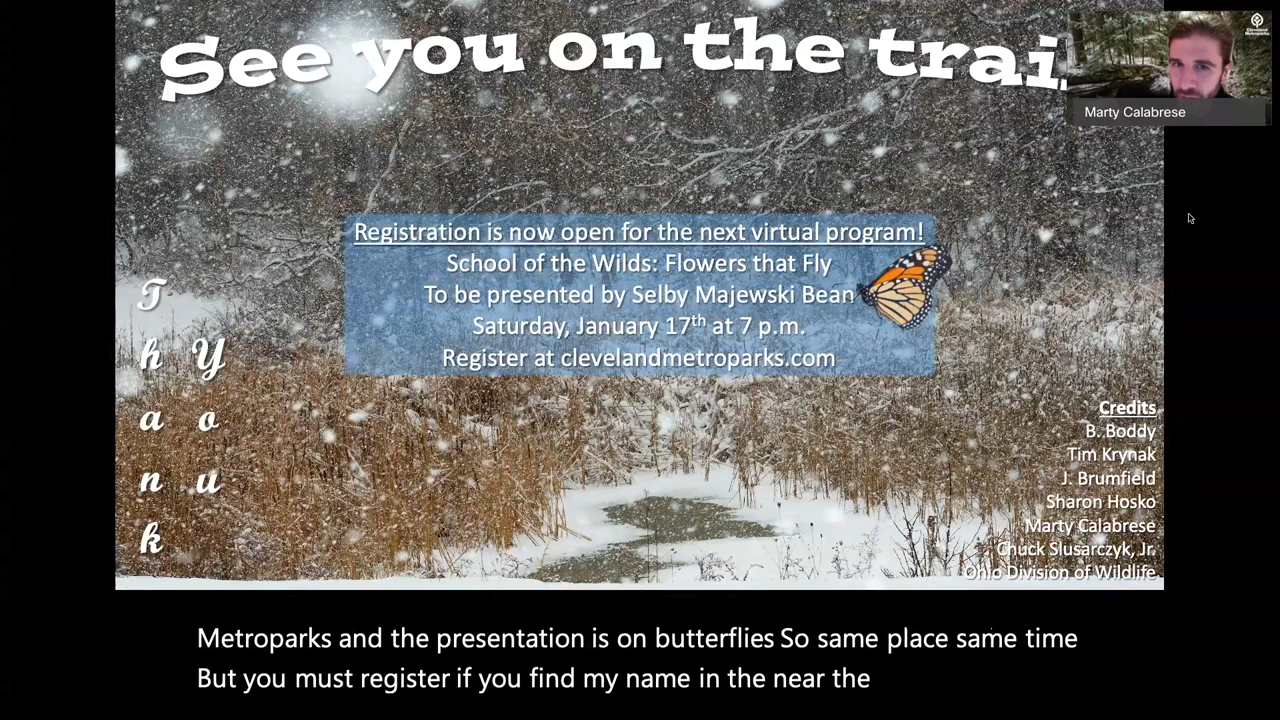 See you on the trai
Cleveland
Metroparks
Marty Calabrese
Registration is now open for the next virtual program!
School of the Wilds: Flowers that Fly
To be presented by Selby Majewski Bean
Saturday, January 17th at 7 p.m.
Register at clevelandmetroparks.com
Thank
You
Credits
B. Boddy
Tim Krynak
J. Brumfield
Sharon Hosko
Marty Calabrese
Chuck Slusarczyk, Jr.
Ohio Division of Wildlife
Metroparks and the presentation is on butterflies So same place same time
But you must register if you find my name in the near the